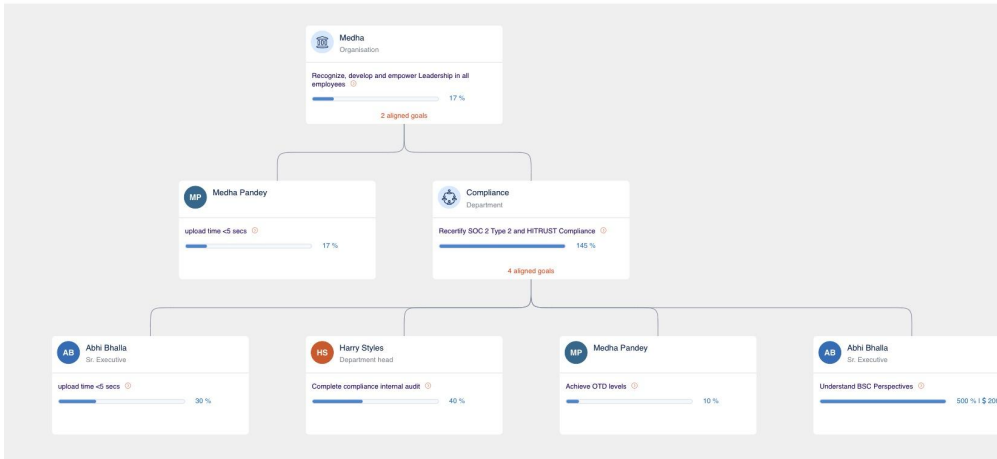 Medha
Organisation
Recognize, develop and empower Leadership in all
employees
17 %
2 aligned goals
MP
Medha Pandey
upload time <5 secs
17 %
Compliance
Department
Recertify SOC 2 Type 2 and HITRUST Compliance
145 %
4 aligned goals
AB
Abhi Bhalla
Sr. Executive
upload time <5 secs
30 %
HS
Harry Styles
Department head
Complete compliance internal audit
40 %
MP
Medha Pandey
Achieve OTD levels
10 %
AB
Abhi Bhalla
Sr. Executive
Understand BSC Perspectives
500 % | $ 200